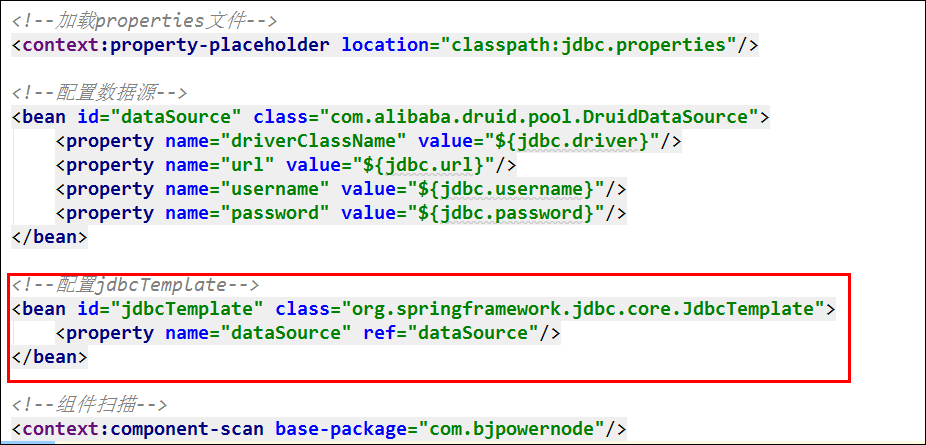 <!--加载properties文件-->
<context:property-placeholder location="classpath:jdbc.properties"/>
<!--配置数据源-->
<bean id="dataSource" class="com.alibaba.druid.pool.DruidDataSource">
<property name="driverClassName" value="${jdbc.driver}"/>
<property name="url" value="${jdbc.url}"/>
<property name="username" value="${jdbc.username}"/>
<property name="password" value="${jdbc.password}"/>
</bean>
<!--配置jdbcTemplate-->
<bean id="jdbcTemplate" class="org.springframework.jdbc.core.JdbcTemplate">
<property name="dataSource" ref="dataSource"/>
</bean>
<!--组件扫描-->
<context:component-scan base-package="com.bjpowernode"/>